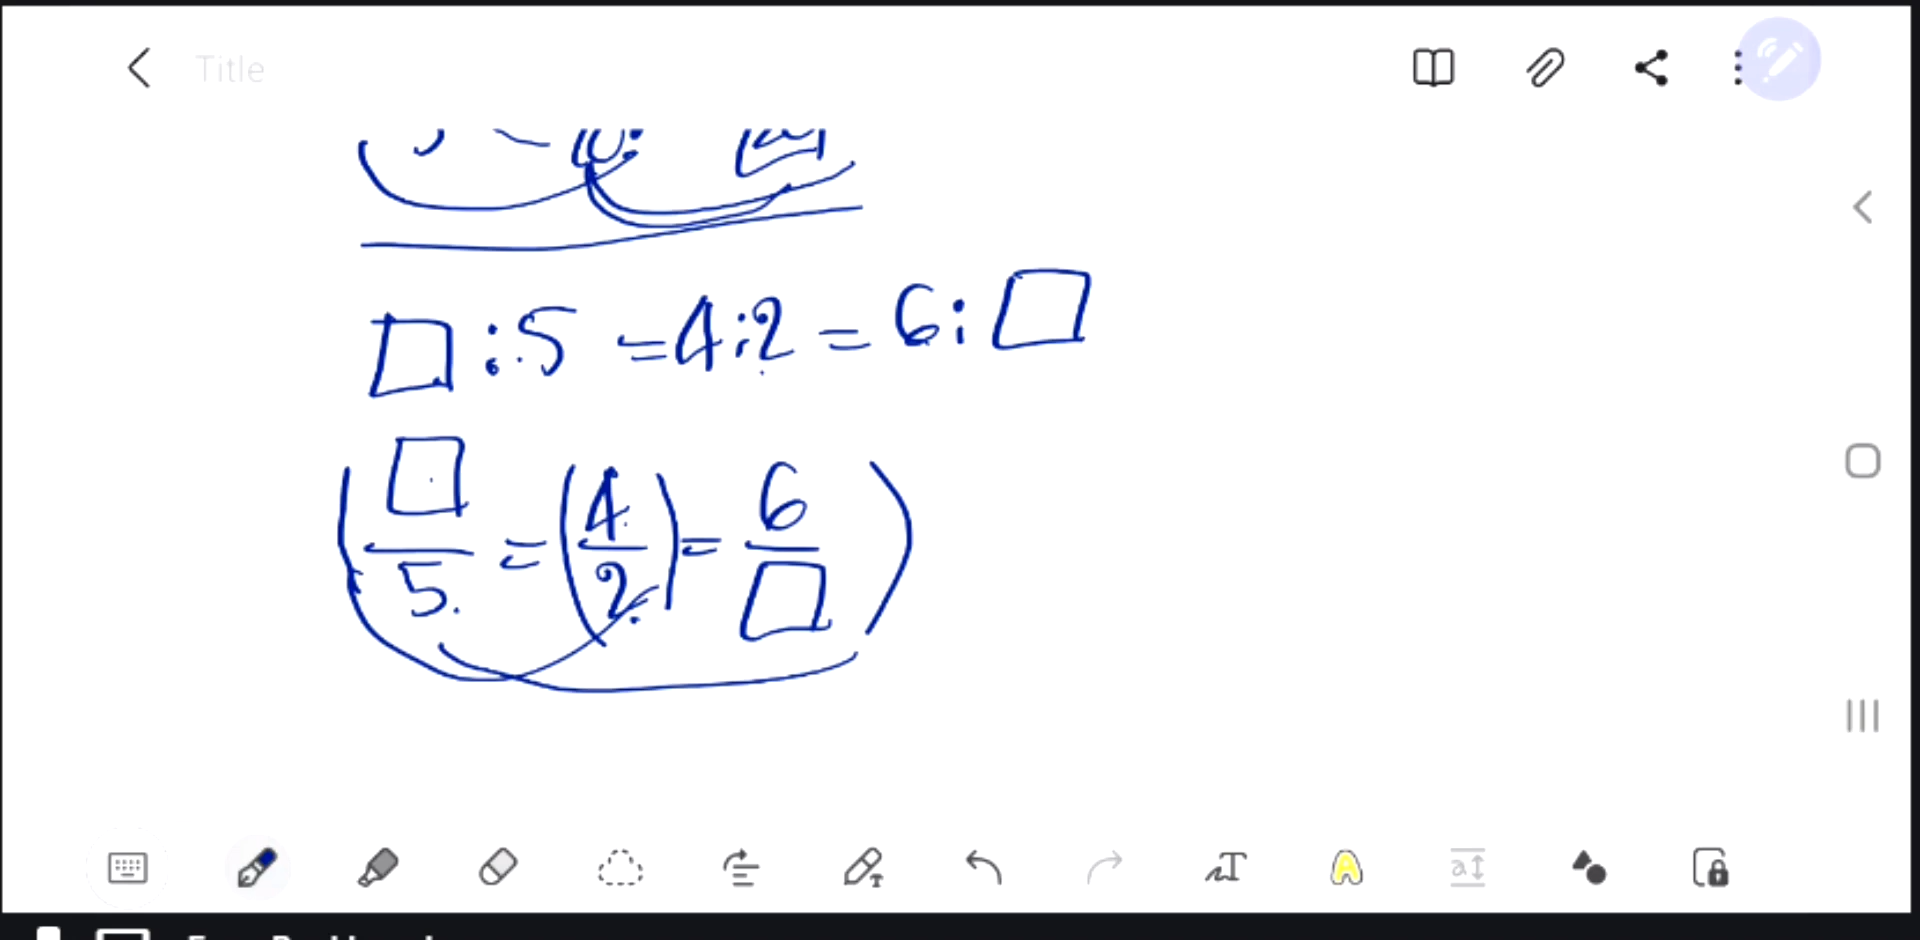 Title
□ : 5 = 4 : 2 = 6 : □
□/5 = (4/2) = 6/□